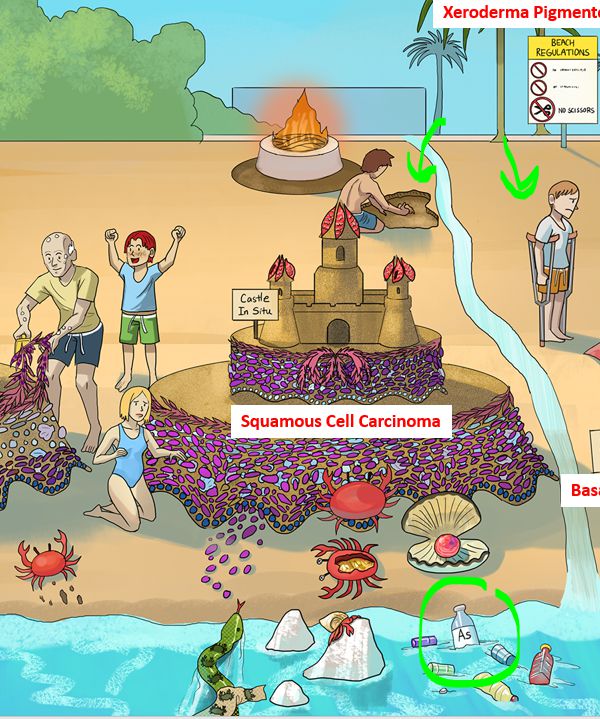 Xeroderma Pigmento
BEACH
REGULATIONS
NO SCISSORS
Castle
In Situ
Squamous Cell Carcinoma
Basa
As